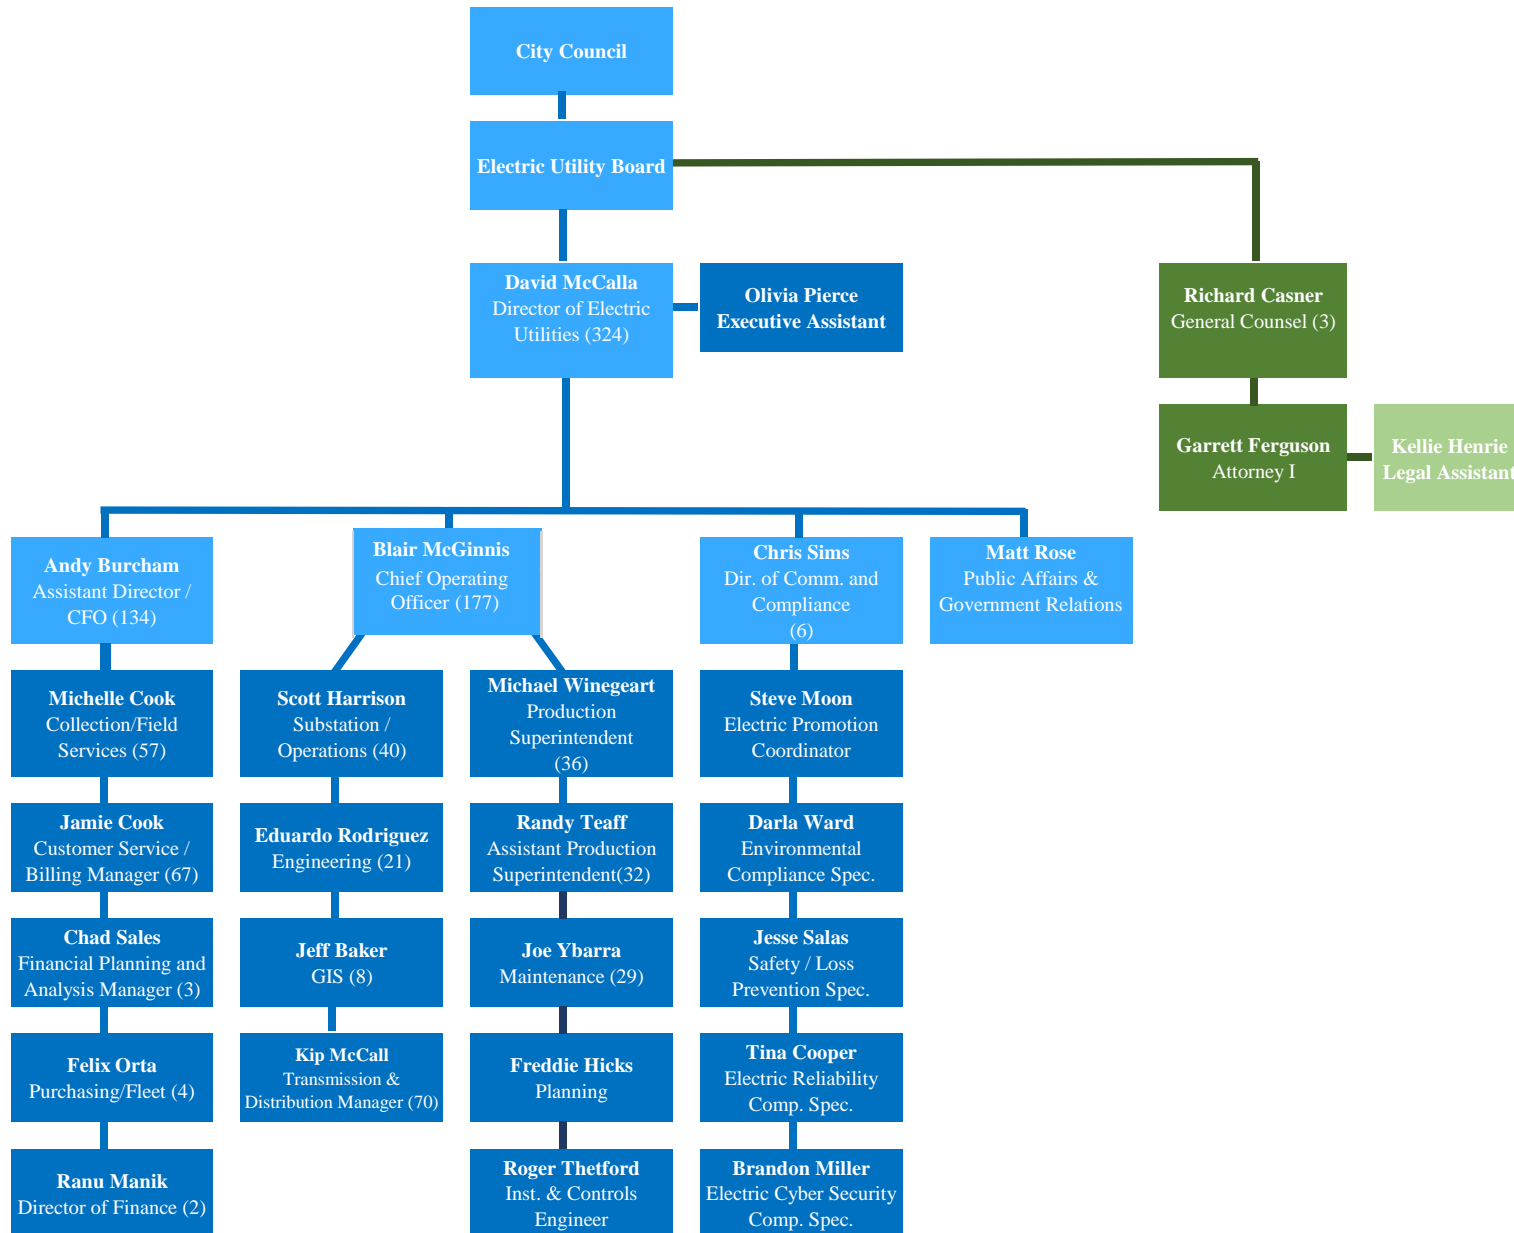 City Council
Electric Utility Board
David McCalla
Director of Electric
Utilities (324)
Olivia Pierce
Executive Assistant
Richard Casner
General Counsel (3)
Garrett Ferguson
Attorney I
Kellie Henrie
Legal Assistant
Andy Burcham
Assistant Director /
CFO (134)
Blair McGinnis
Chief Operating
Officer (177)
Chris Sims
Dir. of Comm. and
Compliance
(6)
Matt Rose
Public Affairs &
Government Relations
Michelle Cook
Collection/Field
Services (57)
Scott Harrison
Substation /
Operations (40)
Michael Winegeart
Production
Superintendent
(36)
Steve Moon
Electric Promotion
Coordinator
Jamie Cook
Customer Service /
Billing Manager (67)
Eduardo Rodriguez
Engineering (21)
Randy Teaff
Assistant Production
Superintendent(32)
Darla Ward
Environmental
Compliance Spec.
Chad Sales
Financial Planning and
Analysis Manager (3)
Jeff Baker
GIS (8)
Joe Ybarra
Maintenance (29)
Jesse Salas
Safety / Loss
Prevention Spec.
Felix Orta
Purchasing/Fleet (4)
Kip McCall
Transmission &
Distribution Manager (70)
Freddie Hicks
Planning
Tina Cooper
Electric Reliability
Comp. Spec.
Ranu Manik
Director of Finance (2)
Roger Thetford
Inst. & Controls
Engineer
Brandon Miller
Electric Cyber Security
Comp. Spec.